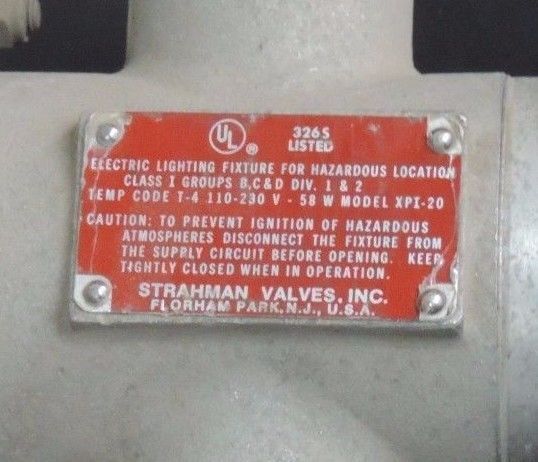 UL ®
326S
LISTED
ELECTRIC LIGHTING FIXTURE FOR HAZARDOUS LOCATION
CLASS I GROUPS B,C&D DIV. 1 & 2
TEMP CODE T-4 110-230 V - 58 W MODEL XPI-20
CAUTION: TO PREVENT IGNITION OF HAZARDOUS
ATMOSPHERES DISCONNECT THE FIXTURE FROM
THE SUPPLY CIRCUIT BEFORE OPENING. KEEP
TIGHTLY CLOSED WHEN IN OPERATION.
STRAHMAN VALVES, INC.
FLORHAM PARK, N.J., U.S.A.